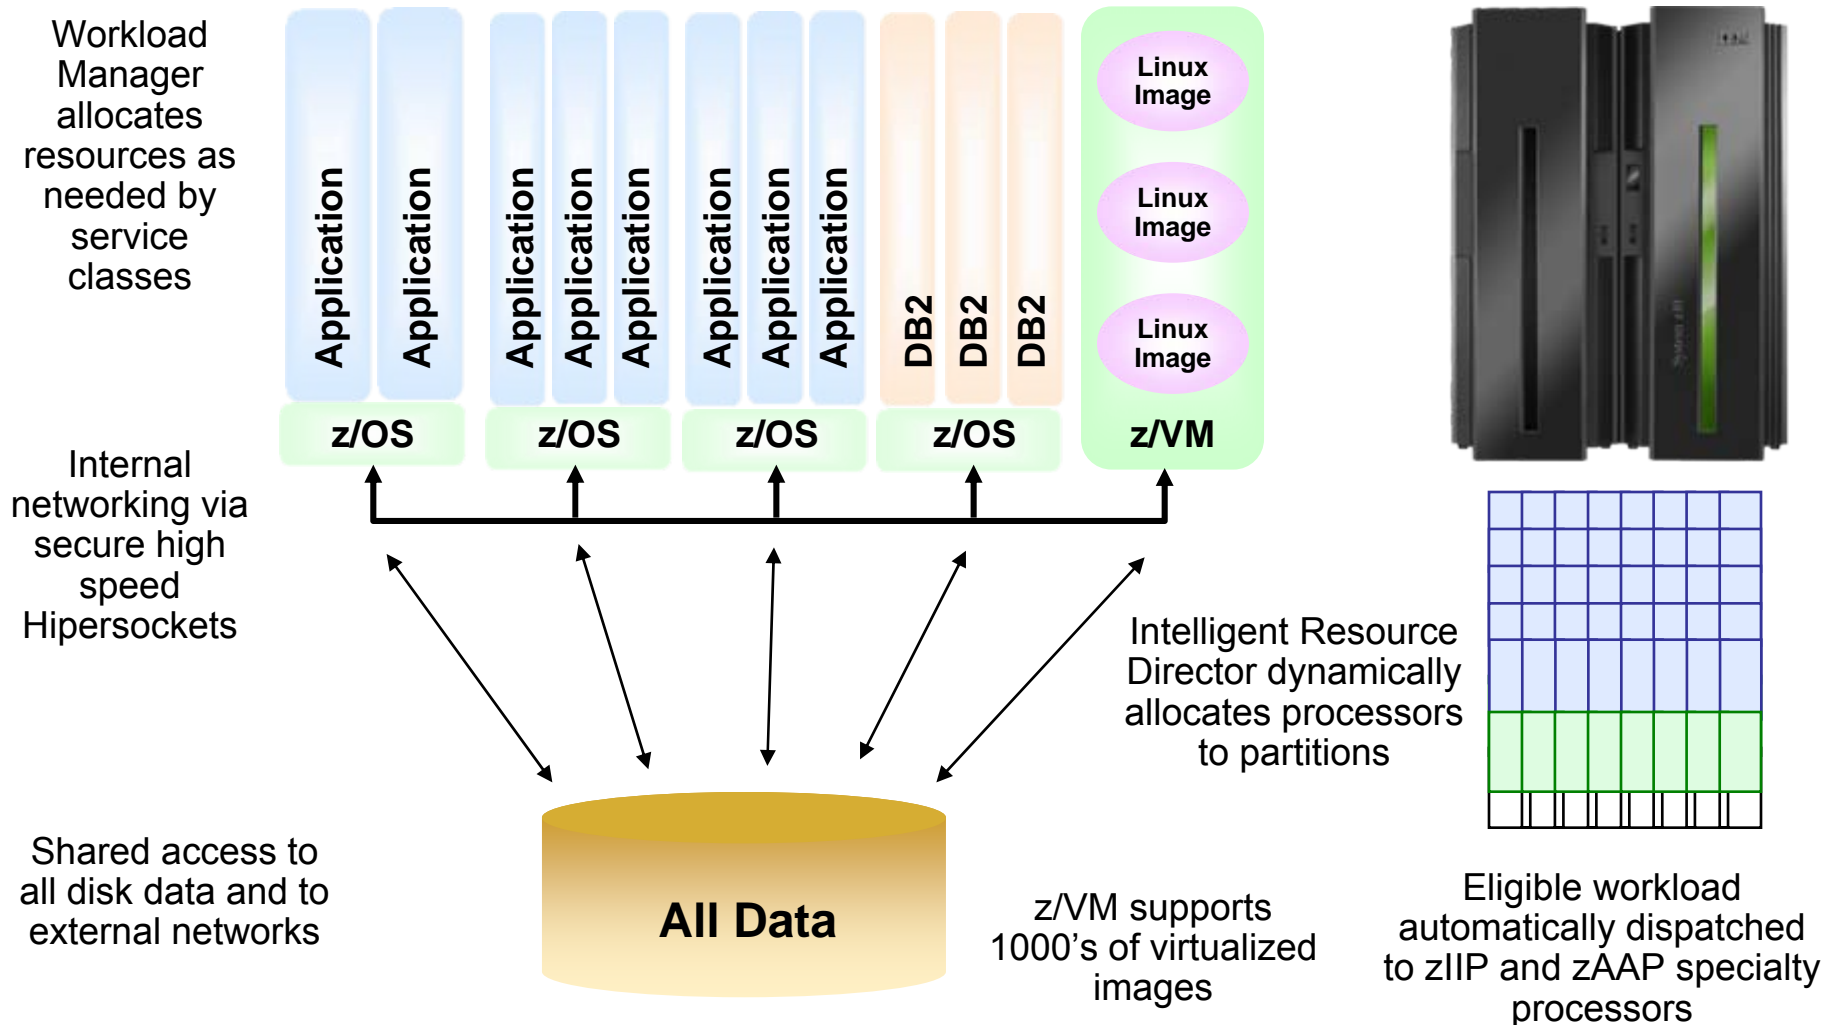 Workload
Manager
allocates
resources as
needed by
service
classes
Application
Application
Application
Application
Application
Application
Application
Application
DB2
DB2
DB2
Linux
Image
Linux
Image
Linux
Image
z/OS
z/OS
z/OS
z/OS
z/VM
Internal
networking via
secure high
speed
Hipersockets
Intelligent Resource
Director dynamically
allocates processors
to partitions
Shared access to
all disk data and to
external networks
All Data
z/VM supports
1000's of virtualized
images
Eligible workload
automatically dispatched
to zIIP and zAAP specialty
processors